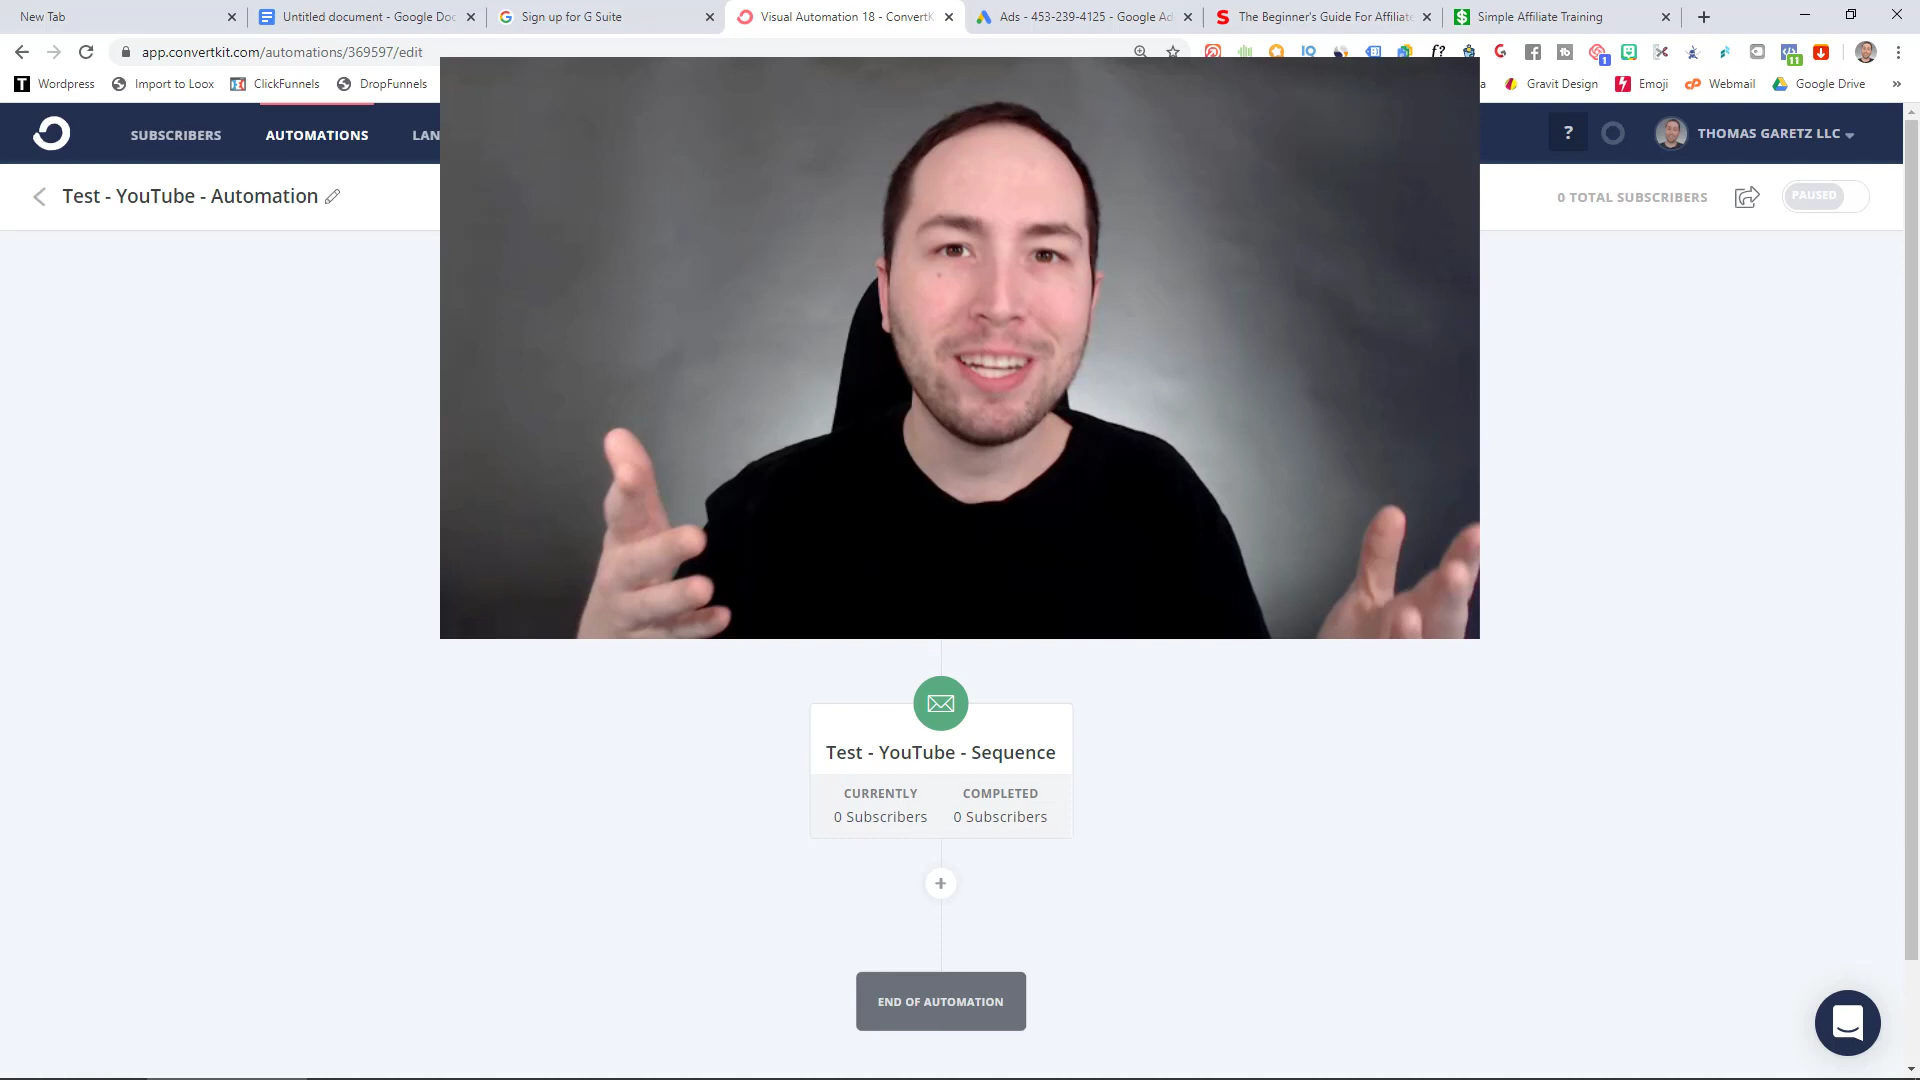 New Tab
Untitled document - Google Doc
Sign up for G Suite
Visual Automation 18 - ConvertK
Ads - 453-239-4125 - Google Ad
The Beginner's Guide For Affiliate
Simple Affiliate Training
app.convertkit.com/automations/369597/edit
Wordpress
Import to Loox
ClickFunnels
DropFunnels
a
Gravit Design
Emoji
Webmail
Google Drive
SUBSCRIBERS
AUTOMATIONS
LAN
?
THOMAS GARETZ LLC
Test - YouTube - Automation
0 TOTAL SUBSCRIBERS
PAUSED
Test - YouTube - Sequence
CURRENTLY
COMPLETED
0 Subscribers
0 Subscribers
+
END OF AUTOMATION